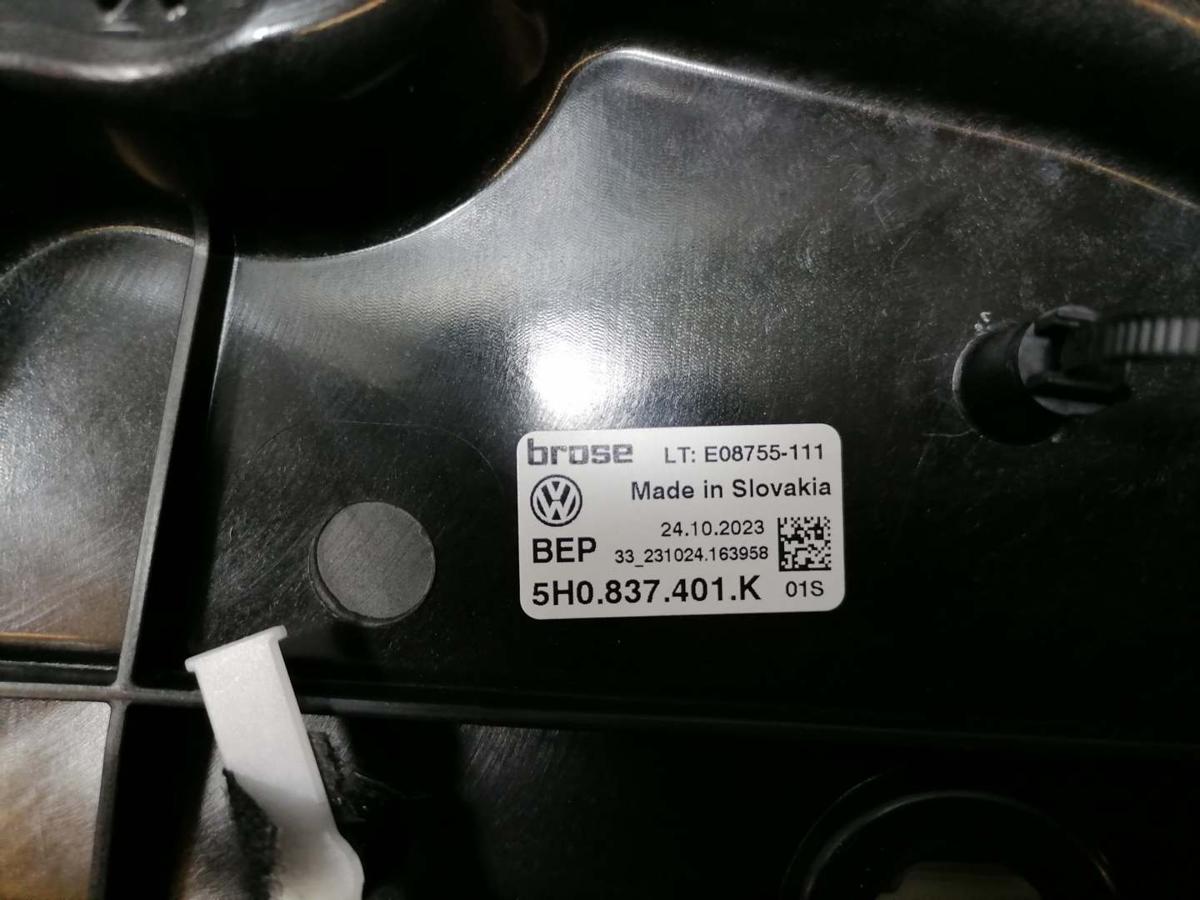 brose LT: E08755-111
Made in Slovakia
24.10.2023
BEP 33_231024.163958
5H0.837.401.K 01S